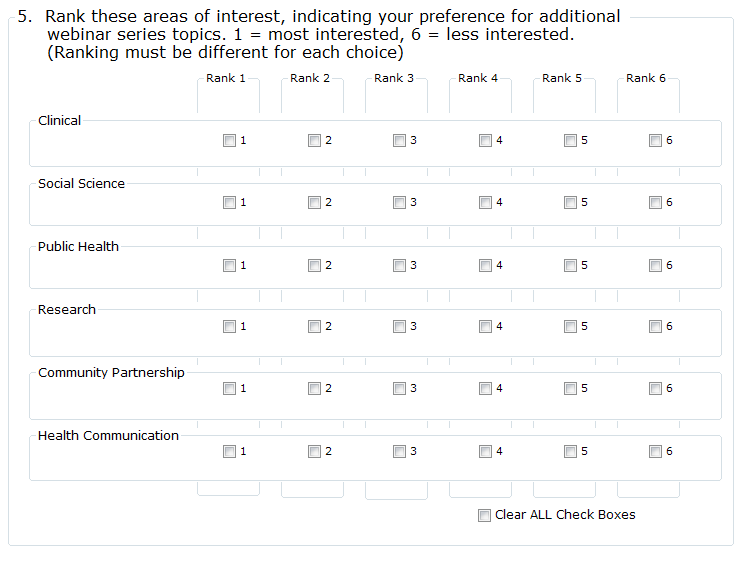 5. Rank these areas of interest, indicating your preference for additional
webinar series topics. 1 = most interested, 6 = less interested.
(Ranking must be different for each choice)
Rank 1 Rank 2 Rank 3 Rank 4 Rank 5 Rank 6
Clinical
1 2 3 4 5 6
Social Science
1 2 3 4 5 6
Public Health
1 2 3 4 5 6
Research
1 2 3 4 5 6
Community Partnership
1 2 3 4 5 6
Health Communication
1 2 3 4 5 6
Clear ALL Check Boxes